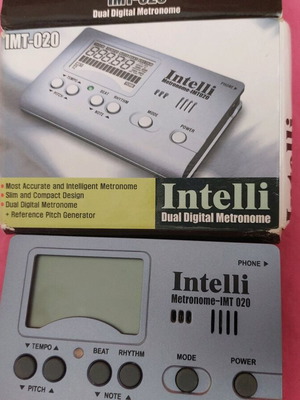 IMT-020
Dual Digital Metronome
IMT-020
Intelli
Metronome-IMT020
PHONE ▶
▼ TEMPO ▲
BEAT
RHYTHM
▼ PITCH ▲
▼ NOTE ▲
MODE
POWER
• Most Accurate and Intelligent Metronome
• Slim and Compact Design
• Dual Digital Metronome
+ Reference Pitch Generator
Intelli
Dual Digital Metronome
PHONE ▶
Intelli
Metronome-IMT 020
▼ TEMPO ▲
BEAT
RHYTHM
MODE
POWER
▼ PITCH ▲
▼ NOTE ▲